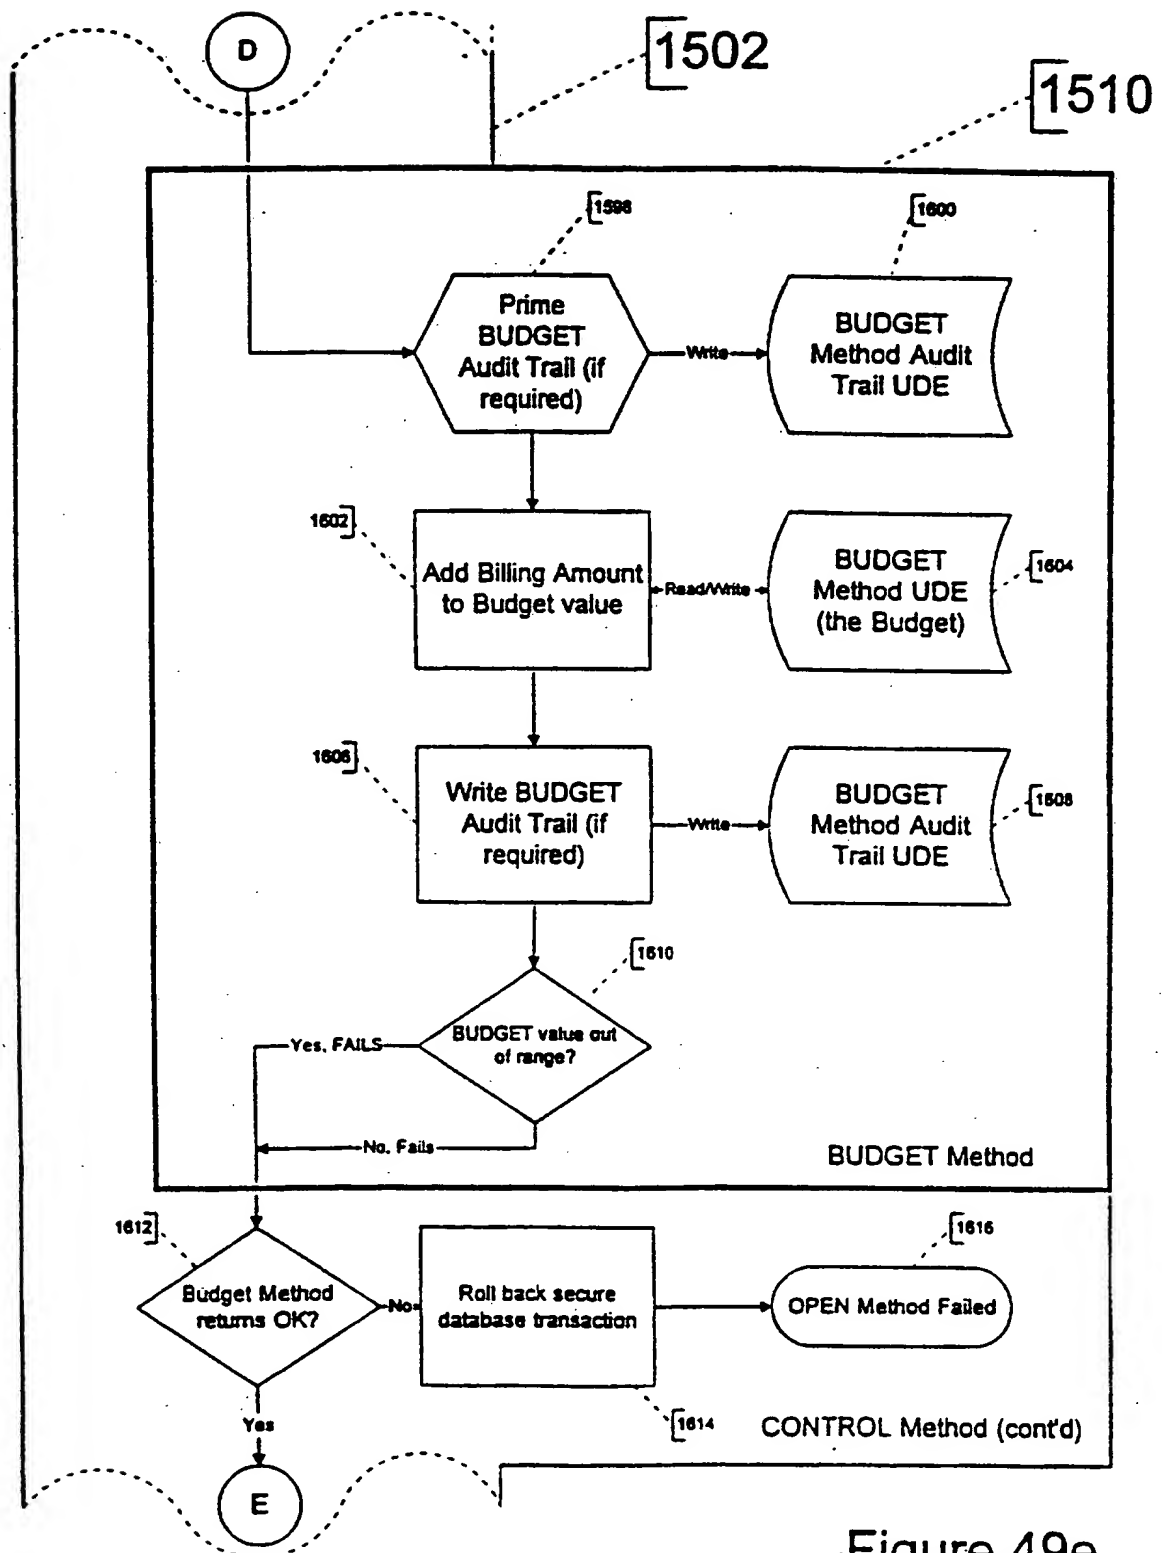 D
1502
1510
1598
1600
Prime
BUDGET
Audit Trail (if
required)
Write
BUDGET
Method Audit
Trail UDE
1602
Add Billing Amount
to Budget value
Read/Write
BUDGET
Method UDE
(the Budget)
1604
1606
Write BUDGET
Audit Trail (if
required)
Write
BUDGET
Method Audit
Trail UDE
1608
1610
BUDGET value out
of range?
Yes, FAILS
No, Fails
BUDGET Method
1612
Budget Method
returns OK?
No
Roll back secure
database transaction
1616
OPEN Method Failed
Yes
1614
CONTROL Method (cont'd)
E
Figure 49e